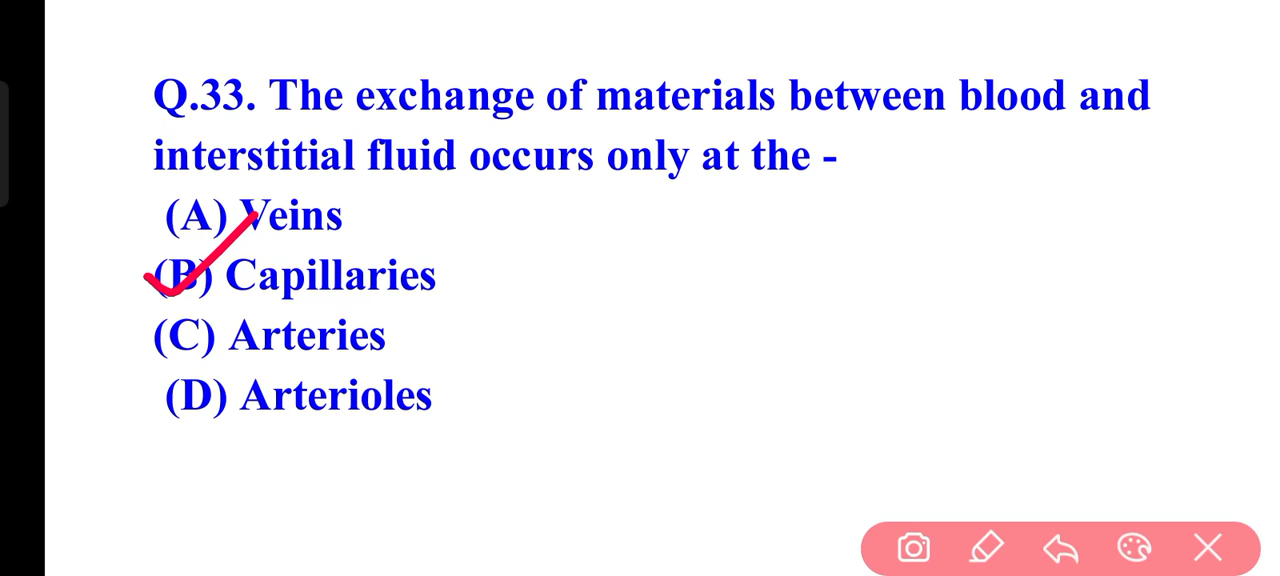 Q.33. The exchange of materials between blood and
interstitial fluid occurs only at the -
(A) Veins
(B) Capillaries
(C) Arteries
(D) Arterioles